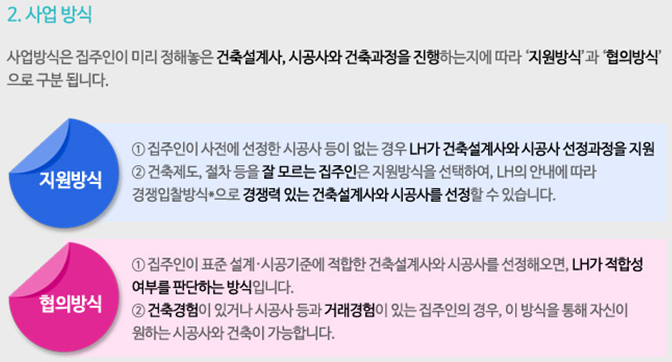 2. 사업 방식
사업방식은 집주인이 미리 정해놓은 건축설계사, 시공사와 건축과정을 진행하는지에 따라 ‘지원방식’과 ‘협의방식’
으로 구분 됩니다.
지원방식
① 집주인이 사전에 선정한 시공사 등이 없는 경우 LH가 건축설계사와 시공사 선정과정을 지원
② 건축제도, 절차 등을 잘 모르는 집주인은 지원방식을 선택하여, LH의 안내에 따라
경쟁입찰방식*으로 경쟁력 있는 건축설계사와 시공사를 선정할 수 있습니다.
협의방식
① 집주인이 표준 설계·시공기준에 적합한 건축설계사와 시공사를 선정해오면, LH가 적합성
여부를 판단하는 방식입니다.
② 건축경험이 있거나 시공사 등과 거래경험이 있는 집주인의 경우, 이 방식을 통해 자신이
원하는 시공사와 건축이 가능합니다.